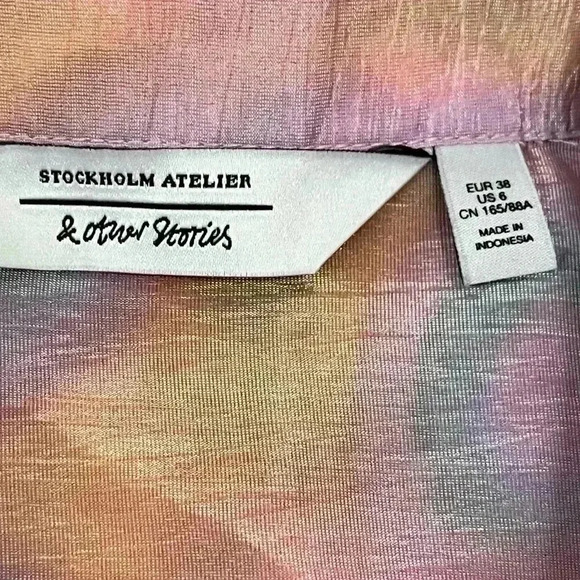 STOCKHOLM ATELIER
& other Stories
EUR 38
US 6
CN 165/88A
MADE IN
INDONESIA